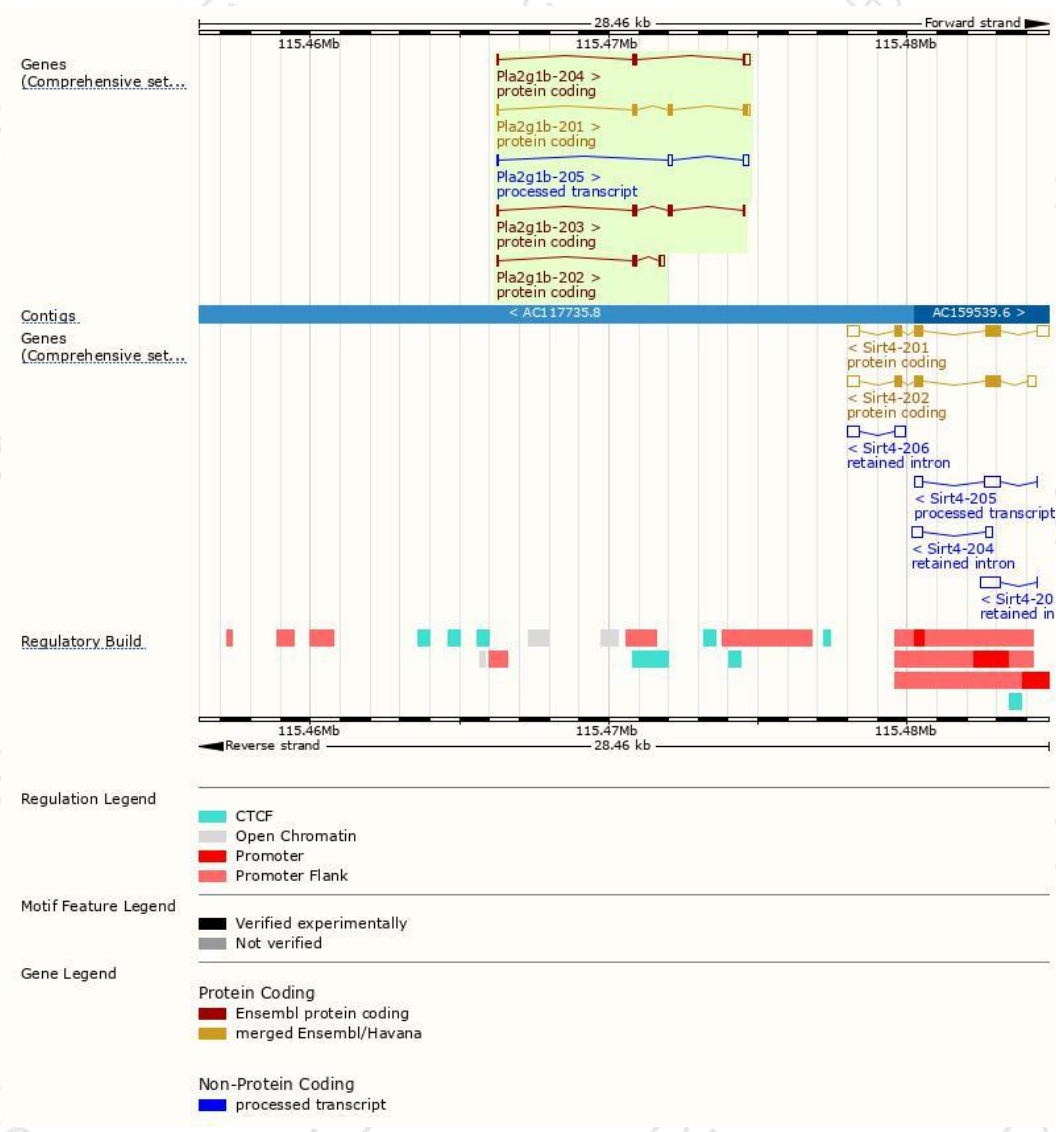 28.46 kb Forward strand
115.46Mb 115.47Mb 115.48Mb
Genes
(Comprehensive set...
Pla2g1b-204 >
protein coding
Pla2g1b-201 >
protein coding
Pla2g1b-205 >
processed transcript
Pla2g1b-203 >
protein coding
Pla2g1b-202 >
protein coding
Contigs < AC117735.8 AC159539.6 >
Genes
(Comprehensive set...
< Sirt4-201
protein coding
< Sirt4-202
protein coding
< Sirt4-206
retained intron
< Sirt4-205
processed transcript
< Sirt4-204
retained intron
< Sirt4-20
retained in
Regulatory Build
115.46Mb 115.47Mb 115.48Mb
Reverse strand 28.46 kb
Regulation Legend
CTCF
Open Chromatin
Promoter
Promoter Flank
Motif Feature Legend
Verified experimentally
Not verified
Gene Legend
Protein Coding
Ensembl protein coding
merged Ensembl/Havana
Non-Protein Coding
processed transcript